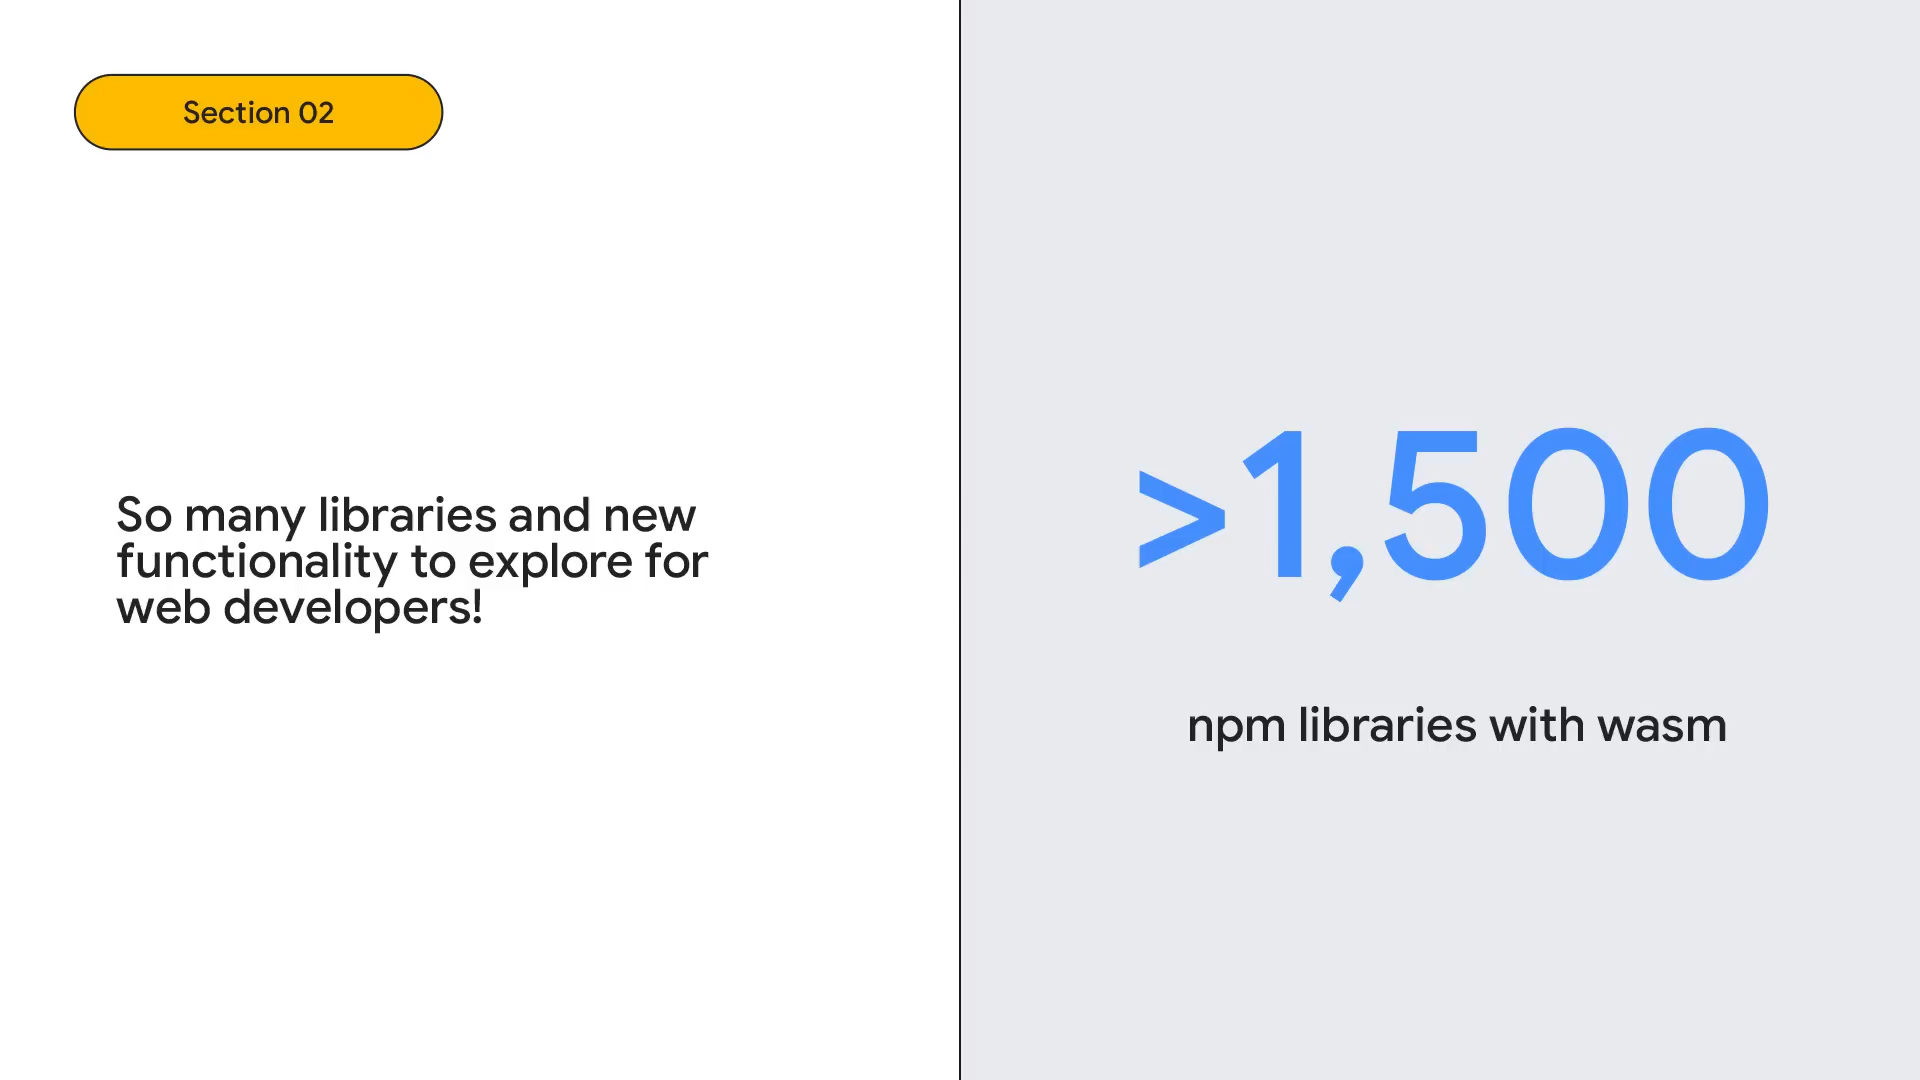 Section 02
So many libraries and new
functionality to explore for
web developers!
>1,500
npm libraries with wasm